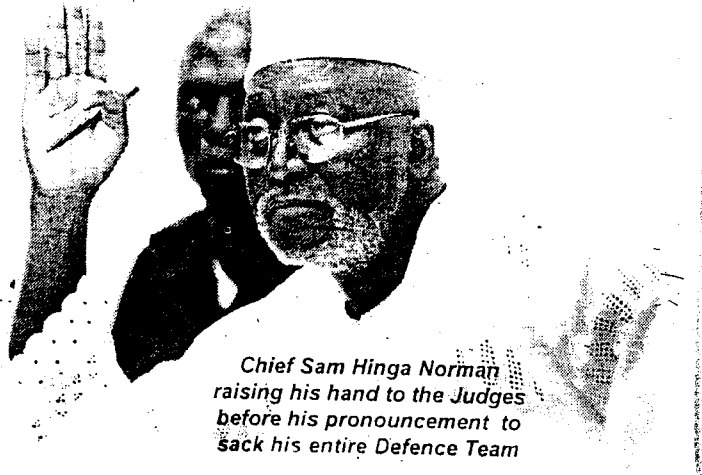 Chief Sam Hinga Norman
raising his hand to the Judges
before his pronouncement to
sack his entire Defence Team